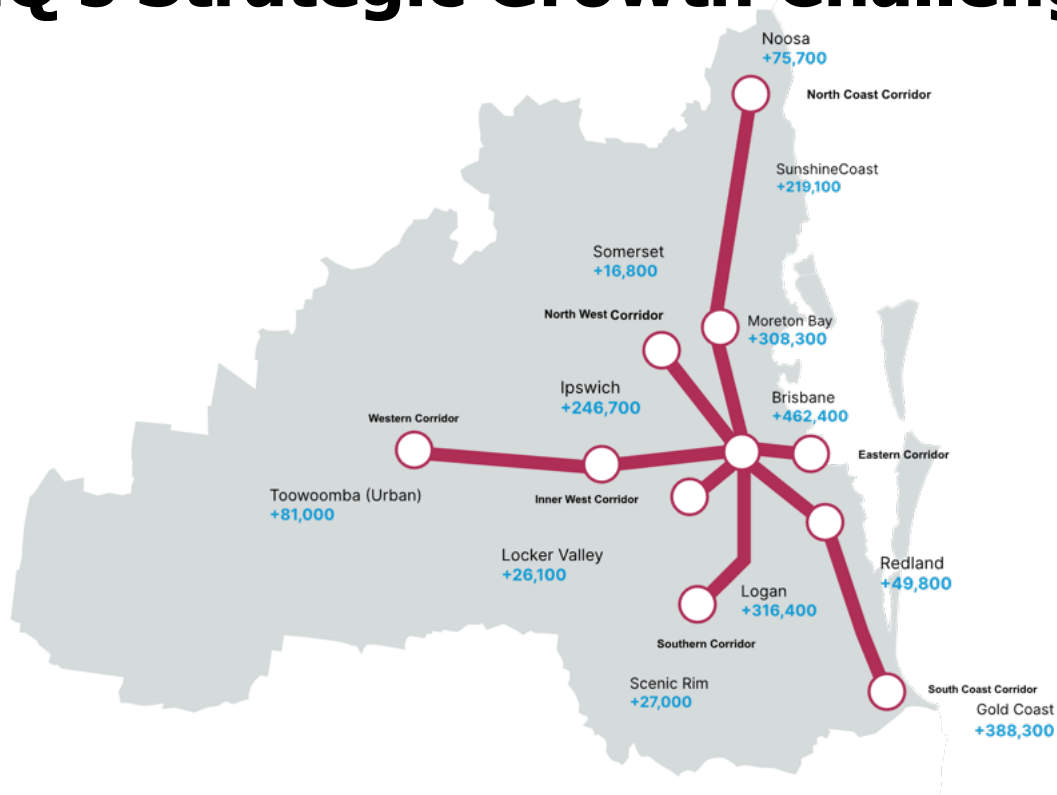 Q's Strategic Growth Challeng
Noosa
+75,700
North Coast Corridor
SunshineCoast
+219,100
Somerset
+16,800
North West Corridor
Moreton Bay
+308,300
Ipswich
+246,700
Brisbane
+462,400
Western Corridor
Eastern Corridor
Toowoomba (Urban)
+81,000
Inner West Corridor
Locker Valley
+26,100
Redland
+49,800
Logan
+316,400
Southern Corridor
Scenic Rim
+27,000
South Coast Corridor
Gold Coast
+388,300